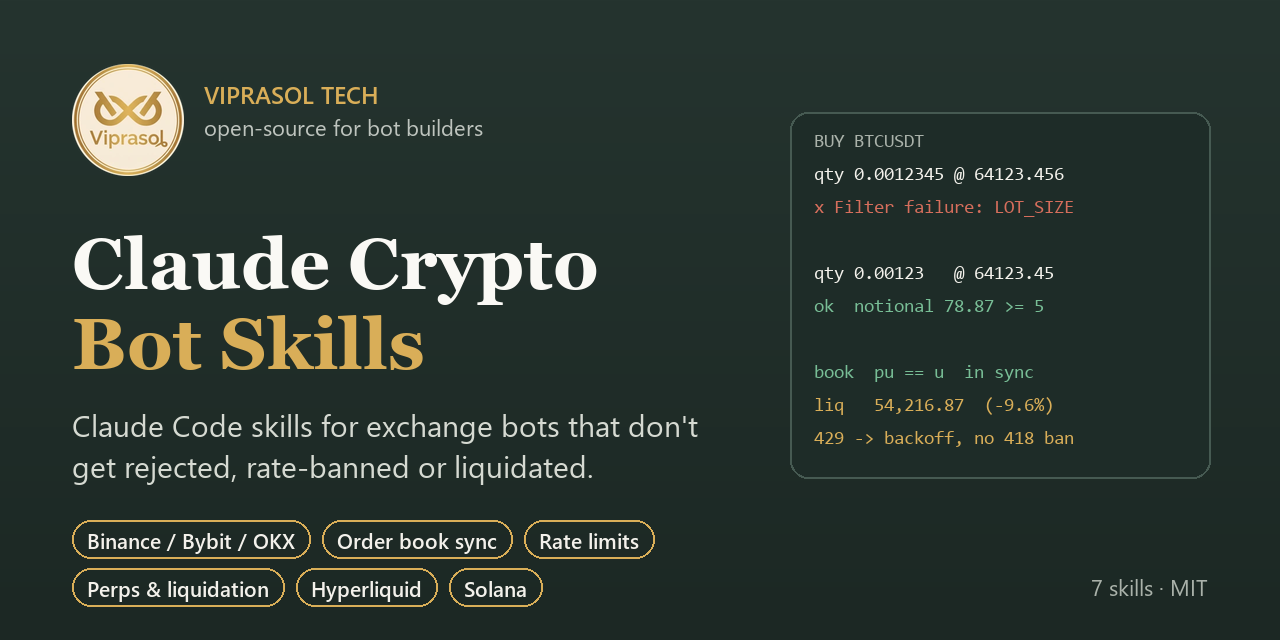 Viprasol
VIPRASOL TECH
open-source for bot builders
Claude Crypto
Bot Skills
Claude Code skills for exchange bots that don't
get rejected, rate-banned or liquidated.
Binance / Bybit / OKX
Order book sync
Rate limits
Perps & liquidation
Hyperliquid
Solana
BUY BTCUSDT
qty 0.0012345 @ 64123.456
x Filter failure: LOT_SIZE
qty 0.00123   @ 64123.45
ok  notional 78.87 >= 5
book  pu == u  in sync
liq   54,216.87  (-9.6%)
429 -> backoff, no 418 ban
7 skills · MIT